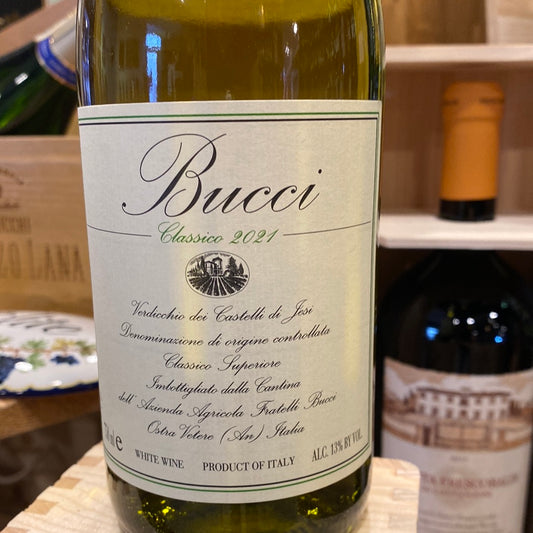 Bucci
Classico 2021
Verdicchio dei Castelli di Jesi
Denominazione di origine controllata
Classico Superiore
Imbottigliato dalla Cantina
dell'Azienda Agricola Fratelli Bucci
Ostra Vetere (An) Italia
WHITE WINE PRODUCT OF ITALY ALC. 13% BY VOL.
LANA